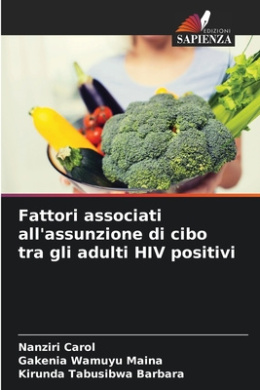 EDIZIONI
SAPIENZA
Fattori associati
all'assunzione di cibo
tra gli adulti HIV positivi
Nanziri Carol
Gakenia Wamuyu Maina
Kirunda Tabusibwa Barbara